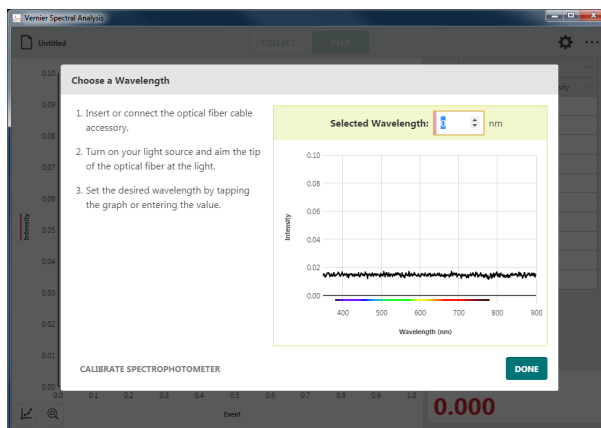 Vernier Spectral Analysis
Untitled
COLLECT
KEEP
0.10
0.09
0.08
0.07
0.06
0.05
0.04
0.03
0.02
0.01
0.00
Intensity
0.0 0.1 0.2 0.3 0.4 0.5 0.6 0.7 0.8 0.9 1.0
Event
sity
0.000
Choose a Wavelength
1. Insert or connect the optical fiber cable
accessory.
2. Turn on your light source and aim the tip
of the optical fiber at the light.
3. Set the desired wavelength by tapping
the graph or entering the value.
Selected Wavelength: 0 nm
0.10
0.08
0.06
0.04
0.02
0.00
Intensity
400 500 600 700 800 900
Wavelength (nm)
CALIBRATE SPECTROPHOTOMETER
DONE